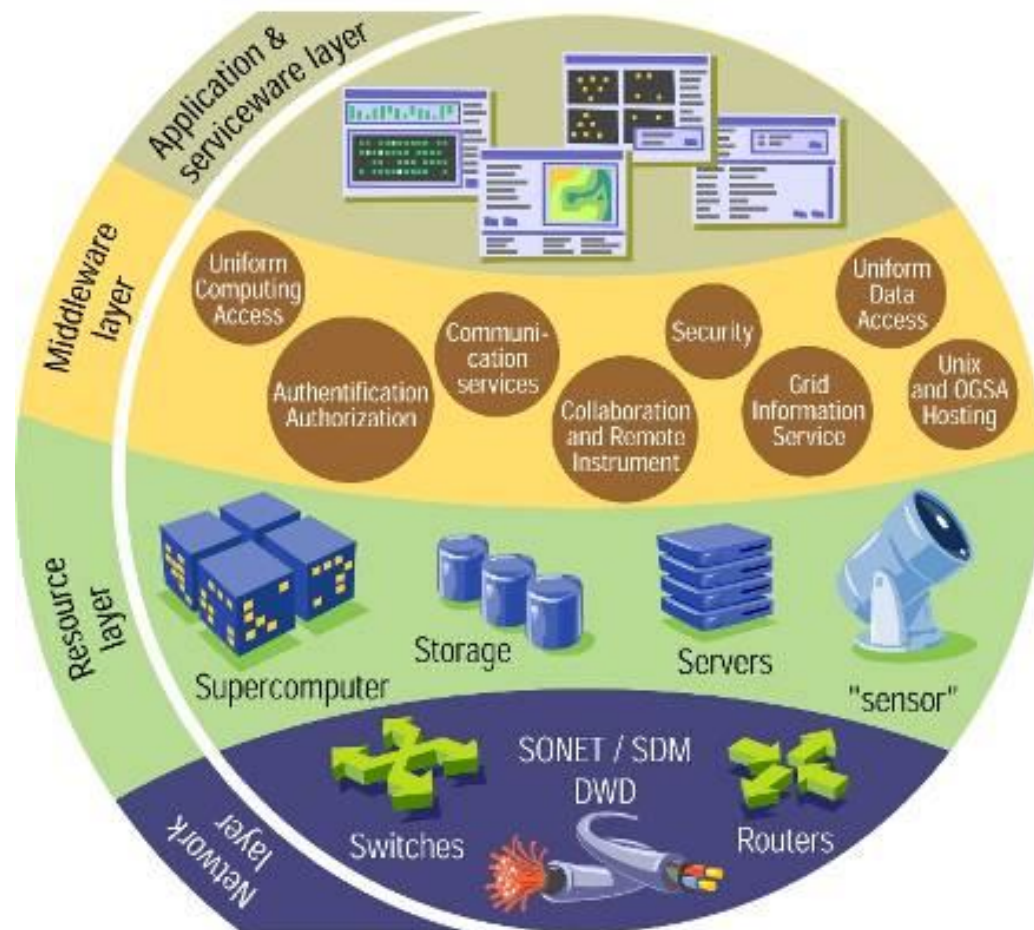 Application &
serviceware layer
Middleware
layer
Uniform
Computing
Access
Authentification
Authorization
Communi-
cation
services
Collaboration
and Remote
Instrument
Security
Grid
Information
Service
Uniform
Data
Access
Unix
and OGSA
Hosting
Resource
layer
Supercomputer
Storage
Servers
"sensor"
Network
layer
Switches
SONET / SDM
DWD
Routers